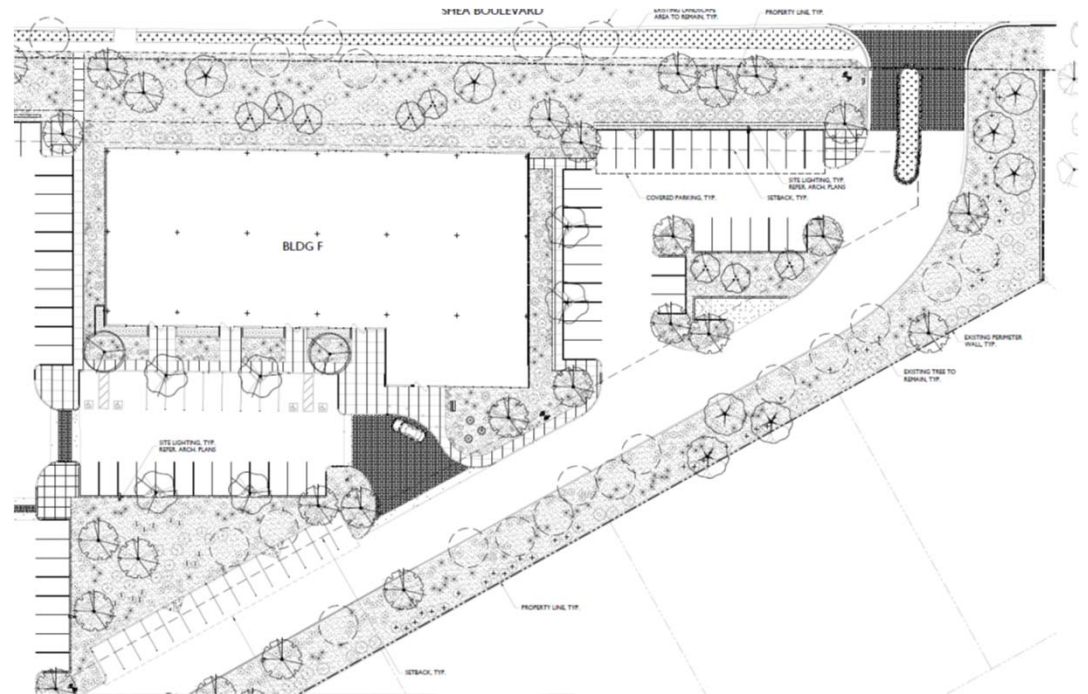 SHEA BOULEVARD
EXISTING LANDSCAPE
AREA TO REMAIN, TYP.
PROPERTY LINE, TYP.
SITE LIGHTING, TYP.
REFER. ARCH. PLANS
COVERED PARKING, TYP.
SETBACK, TYP.
BLDG F
EXISTING PERIMETER
WALL, TYP.
EXISTING TREE TO
REMAIN, TYP.
SITE LIGHTING, TYP.
REFER. ARCH. PLANS
PROPERTY LINE, TYP.
SETBACK, TYP.